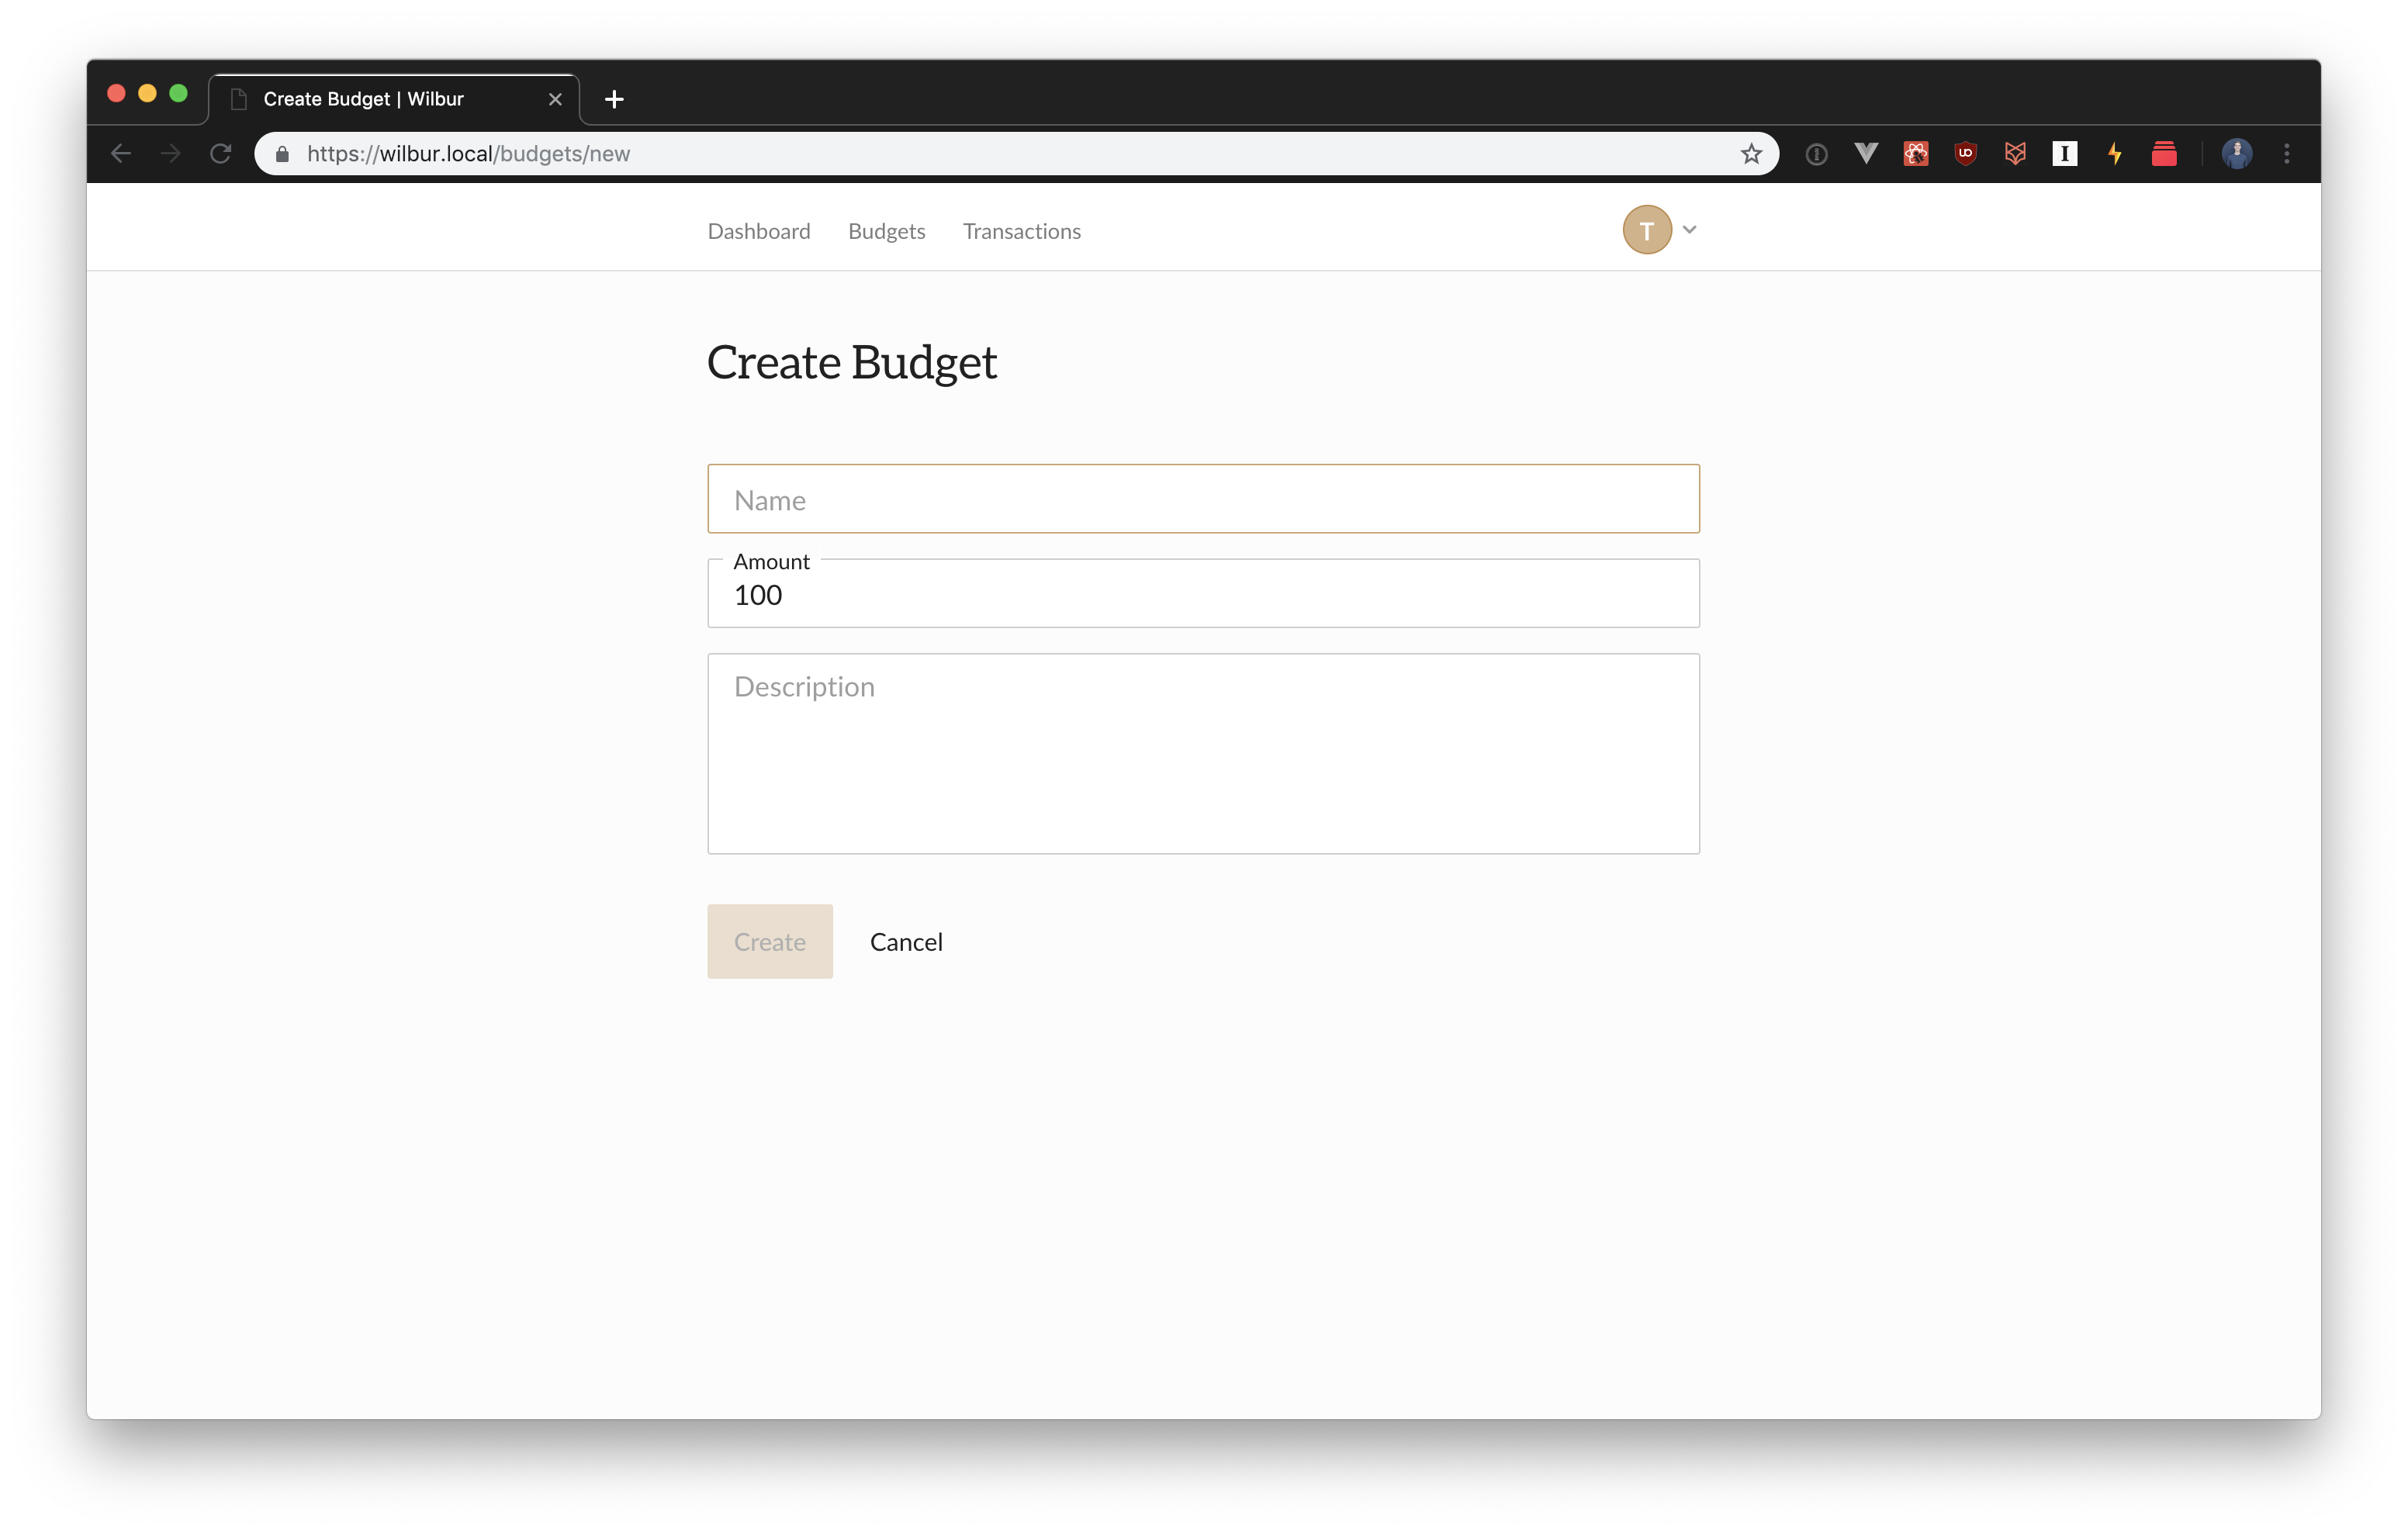 Create Budget | Wilbur
https://wilbur.local/budgets/new
Dashboard Budgets Transactions T
Create Budget
Name
Amount
100
Description
Create Cancel